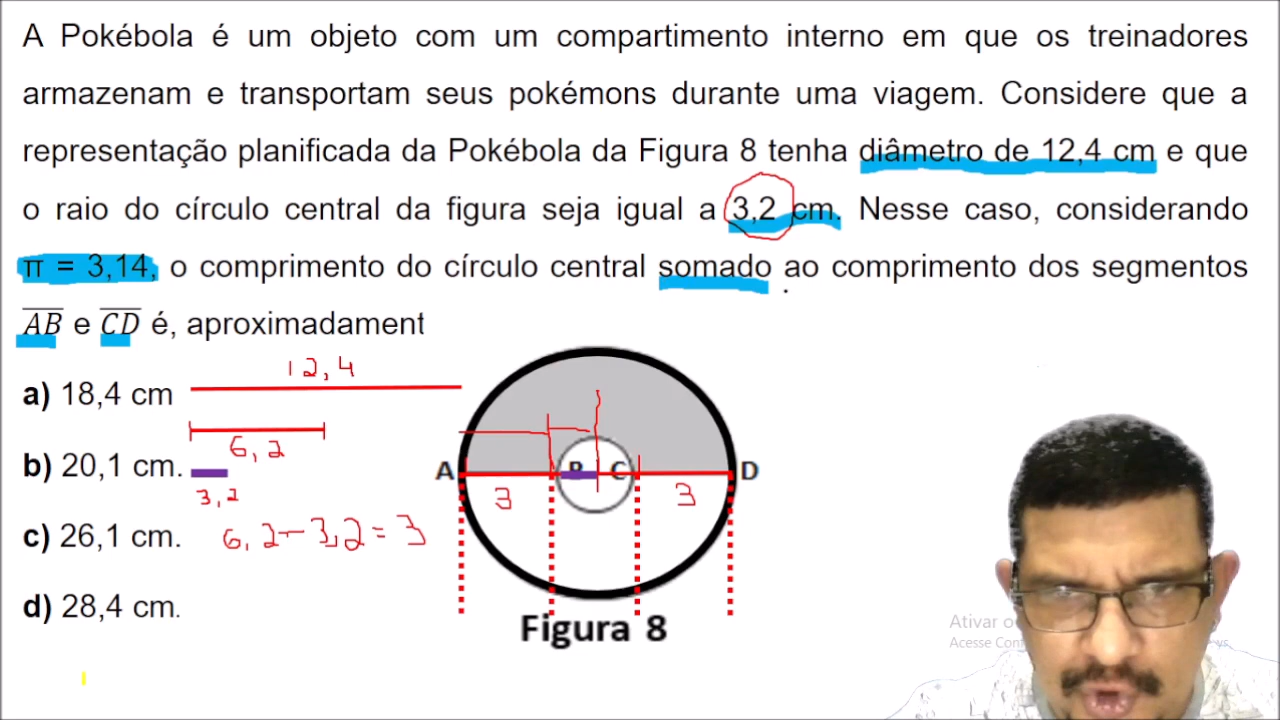 A Pokébola é um objeto com um compartimento interno em que os treinadores
armazenam e transportam seus pokémons durante uma viagem. Considere que a
representação planificada da Pokébola da Figura 8 tenha diâmetro de 12,4 cm e que
o raio do círculo central da figura seja igual a 3,2 cm. Nesse caso, considerando
π = 3,14, o comprimento do círculo central somado ao comprimento dos segmentos
AB e CD é, aproximadament
12,4
a) 18,4 cm
6,2
b) 20,1 cm.
A B C D
3,2
3 3
c) 26,1 cm.
6,2-3,2=3
d) 28,4 cm.
Figura 8
Ativar o
Acesse Con